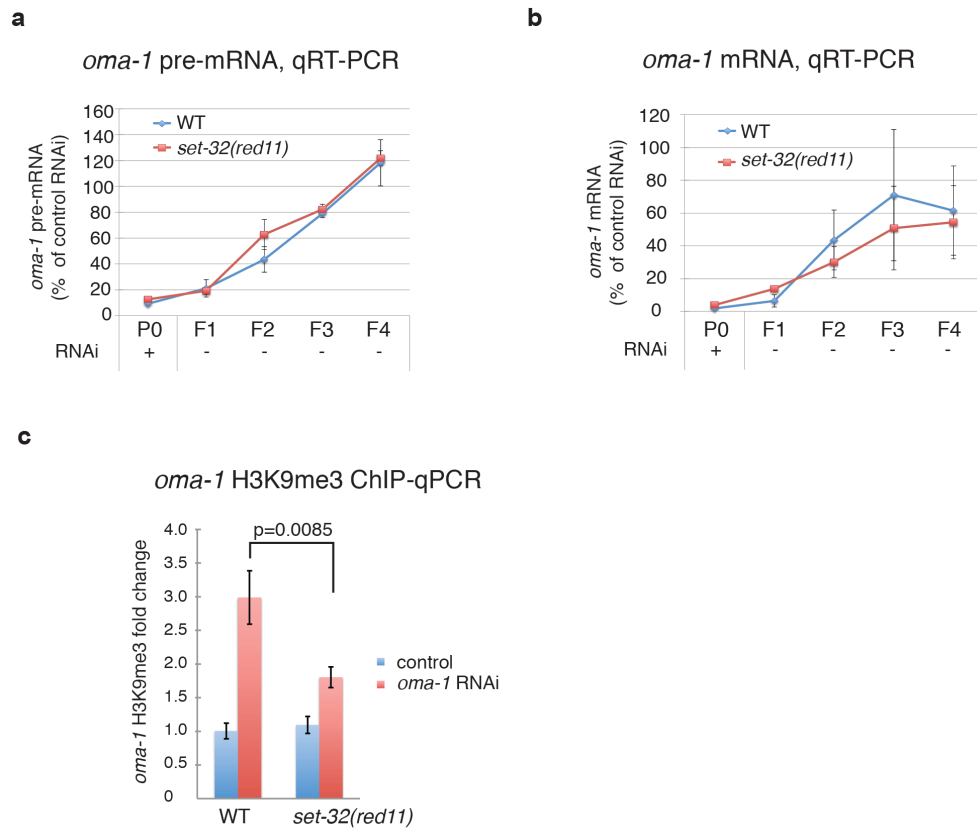 a
oma-1 pre-mRNA, qRT-PCR
oma-1 pre-mRNA
(% of control RNAi)
160
140
120
100
80
60
40
20
0
WT
set-32(red11)
P0 F1 F2 F3 F4
RNAi + - - - -
b
oma-1 mRNA, qRT-PCR
oma-1 mRNA
(% of control RNAi)
120
100
80
60
40
20
0
WT
set-32(red11)
P0 F1 F2 F3 F4
RNAi + - - - -
c
oma-1 H3K9me3 ChIP-qPCR
oma-1 H3K9me3 fold change
4.0
3.5
3.0
2.5
2.0
1.5
1.0
0.5
0
p=0.0085
control
oma-1 RNAi
WT set-32(red11)